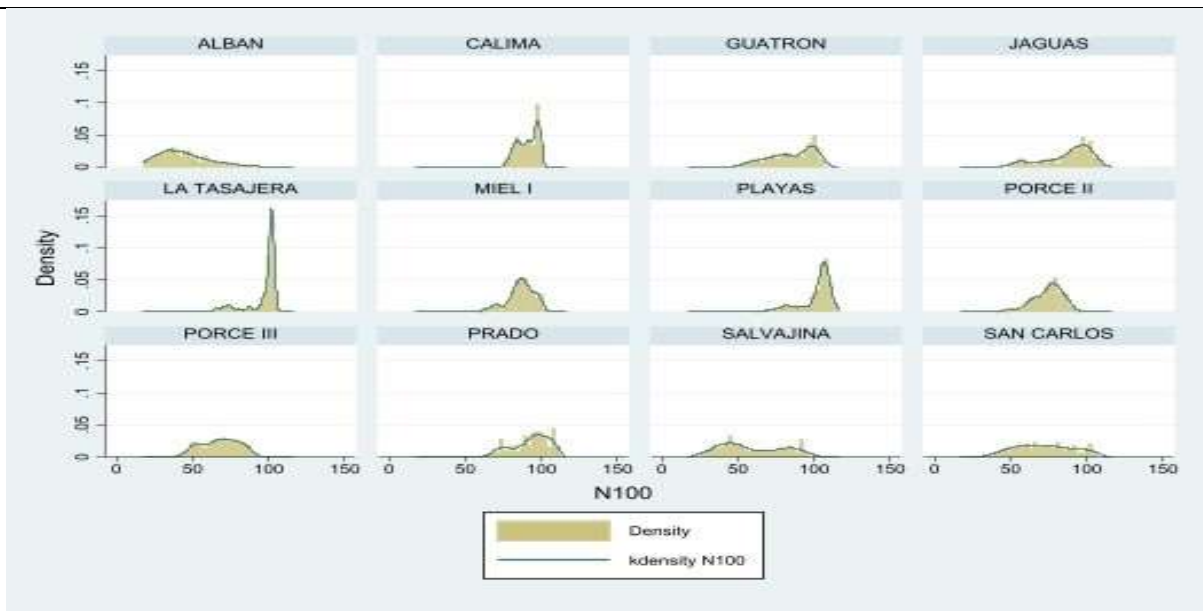 ALBAN CALIMA GUATRON JAGUAS
.15
.1
.05
0
LA TASAJERA MIEL I PLAYAS PORCE II
.15
.1
.05
0
Density
PORCE III PRADO SALVAJINA SAN CARLOS
.15
.1
.05
0
0 50 100 150 0 50 100 150 0 50 100 150 0 50 100 150
N100
Density
kdensity N100